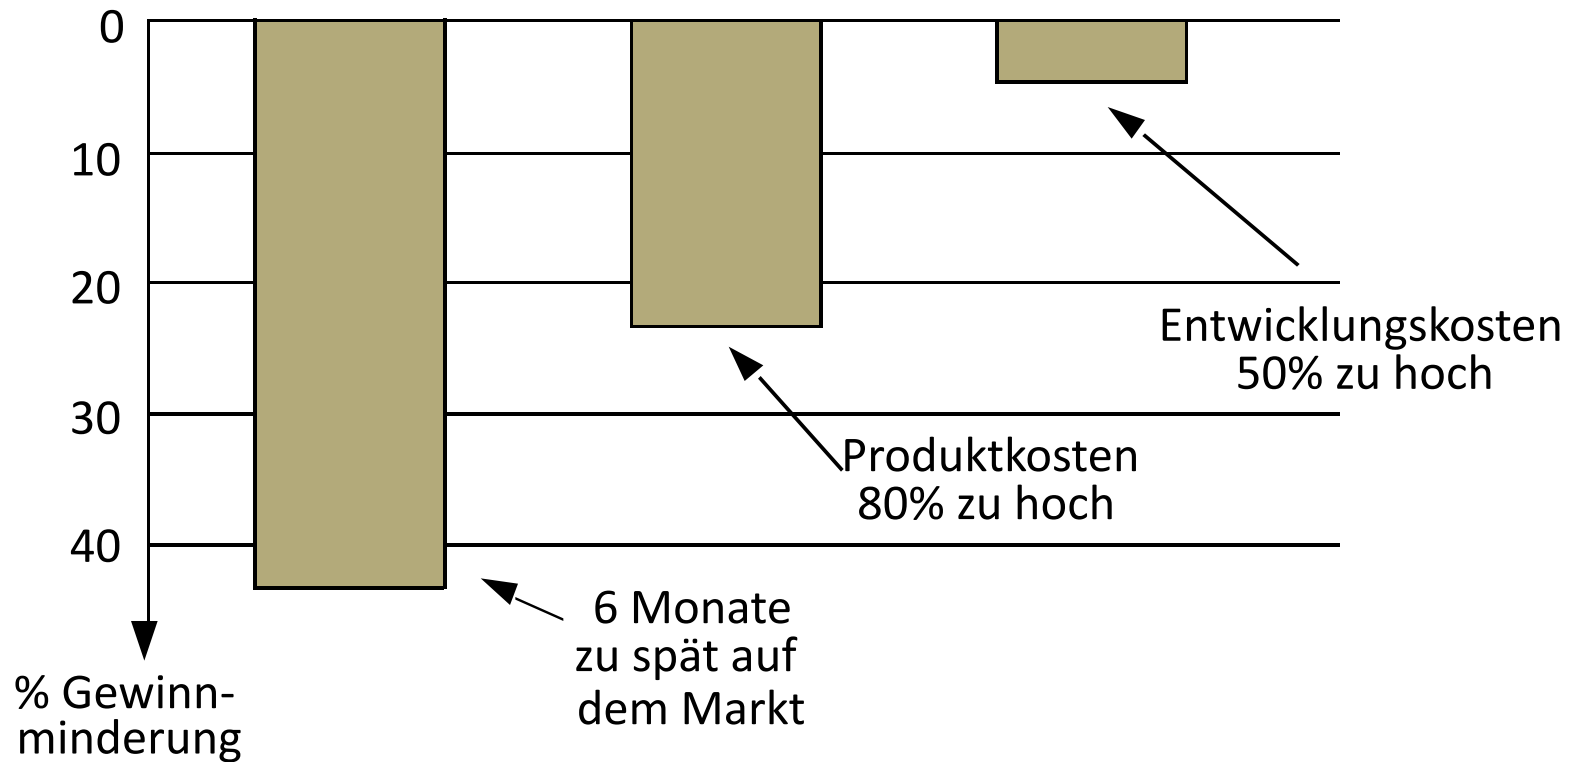 0
10
20
30
40
Entwicklungskosten
50% zu hoch
Produktkosten
80% zu hoch
6 Monate
zu spät auf
dem Markt
% Gewinn-
minderung